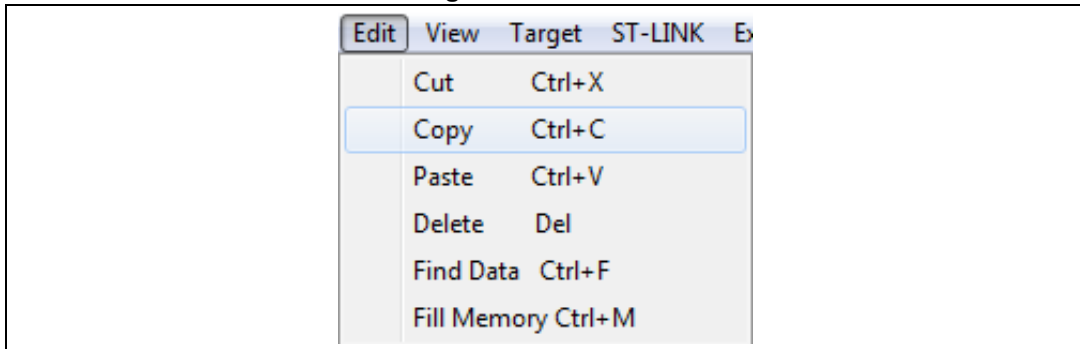 Edit View Target ST-LINK
Cut Ctrl+X
Copy Ctrl+C
Paste Ctrl+V
Delete Del
Find Data Ctrl+F
Fill Memory Ctrl+M